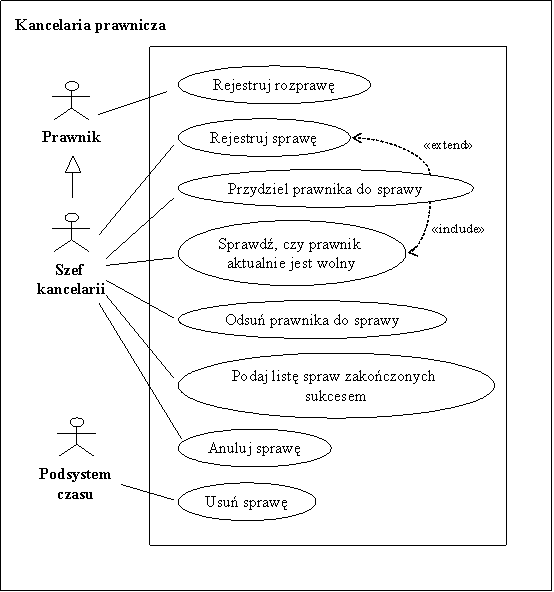 Kancelaria prawnicza
Rejestruj rozprawę
Prawnik
Rejestruj sprawę
«extend»
Przydziel prawnika do sprawy
«include»
Sprawdź, czy prawnik
aktualnie jest wolny
Szef
kancelarii
Odsuń prawnika do sprawy
Podaj listę spraw zakończonych
sukcesem
Anuluj sprawę
Podsystem
czasu
Usuń sprawę